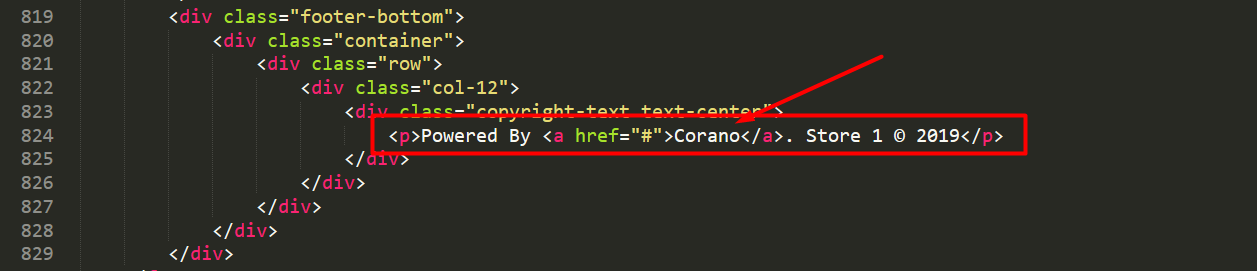 819 <div class="footer-bottom">
820 <div class="container">
821 <div class="row">
822 <div class="col-12">
823 <div class="copyright-text text-center">
824 <p>Powered By <a href="#">Corano</a>. Store 1 © 2019</p>
825 </div>
826 </div>
827 </div>
828 </div>
829 </div>